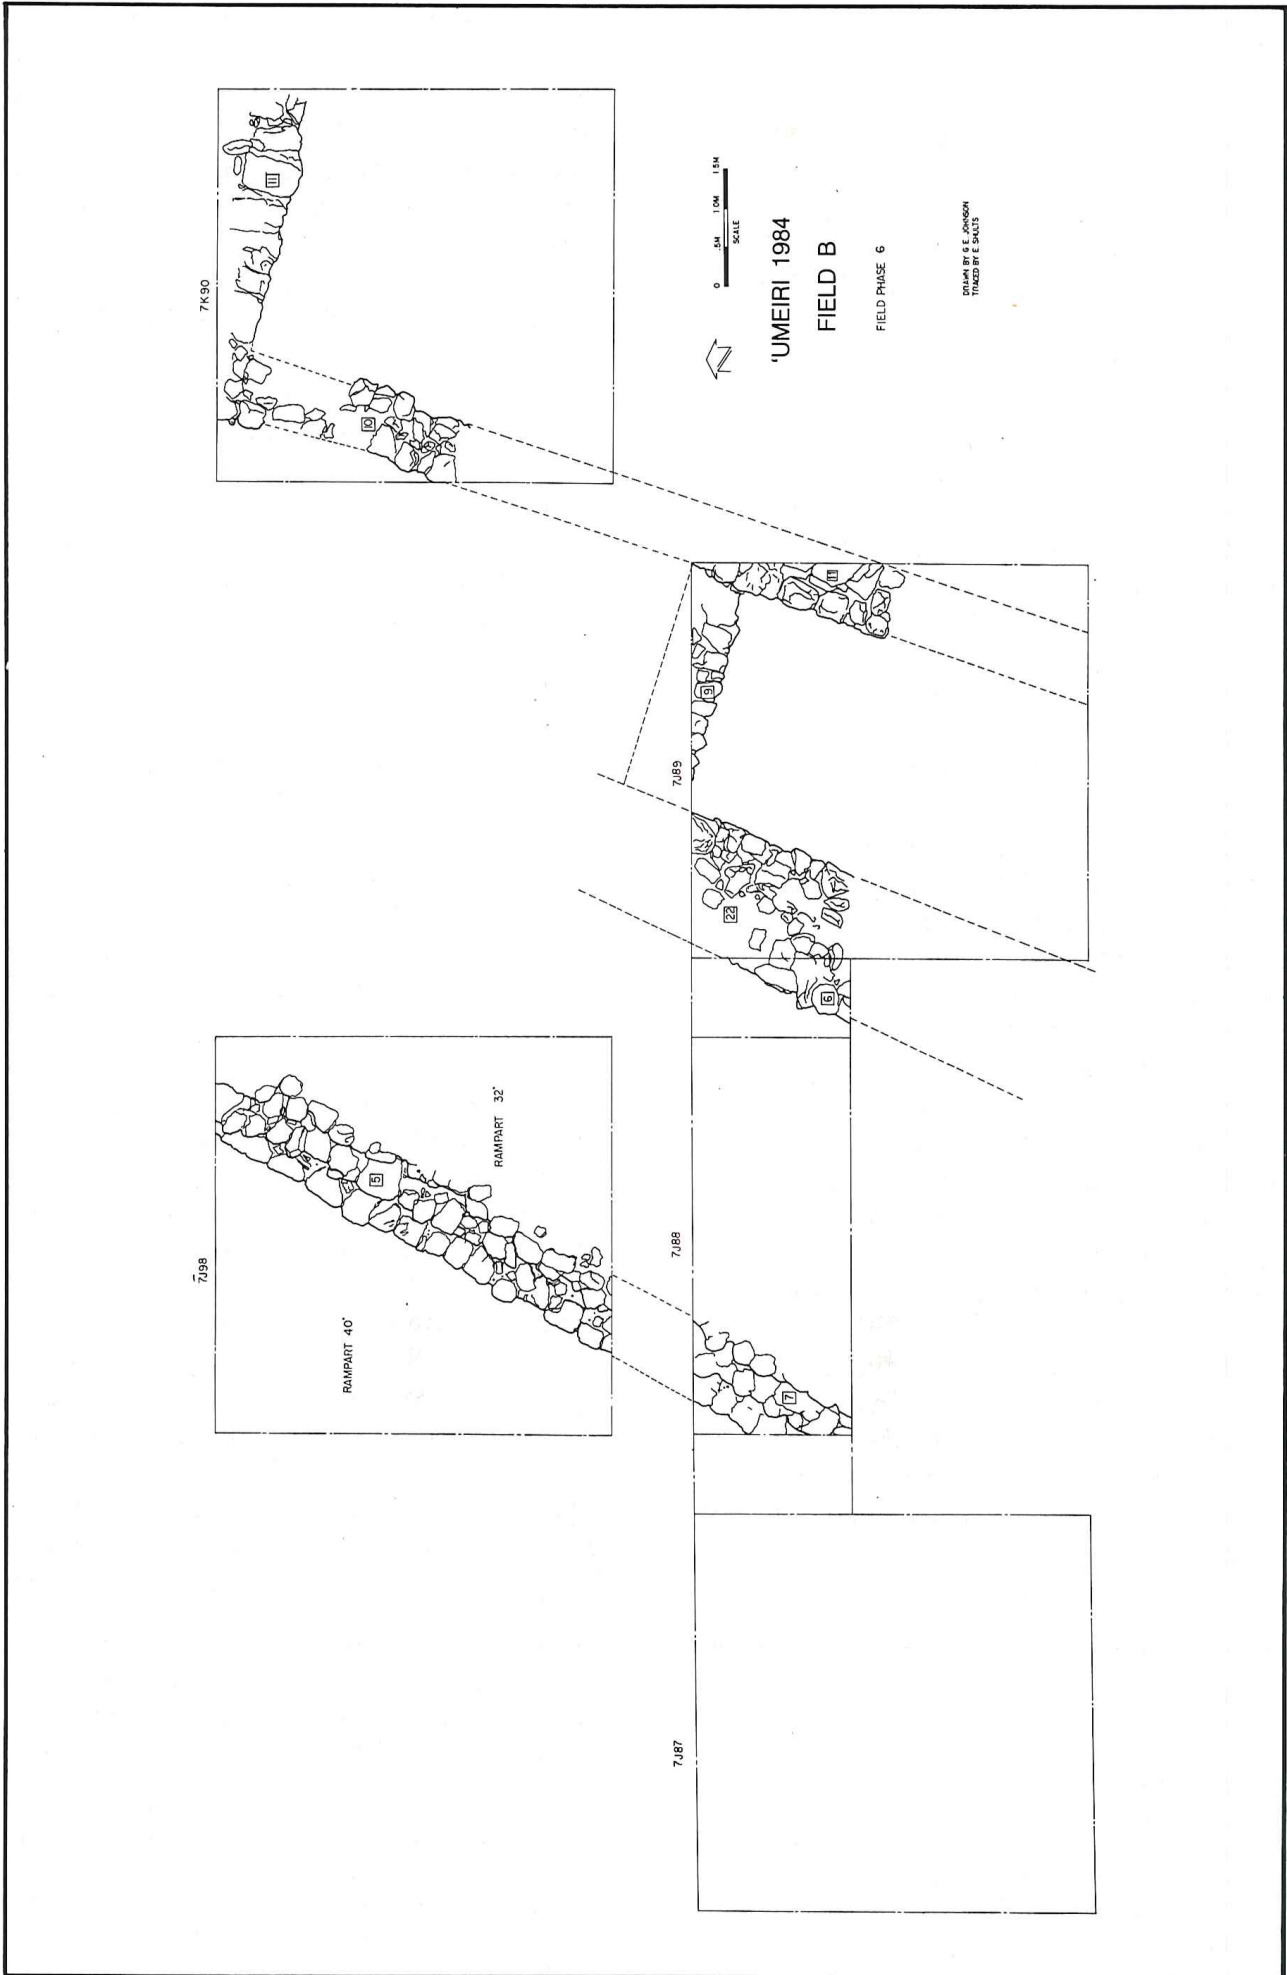 7K90
11
10
0 .5M 1.0M 1.5M
SCALE
'UMEIRI 1984
FIELD B
FIELD PHASE 6
DRAWN BY G E JOHNSON
TRACED BY E SHULTS
7J89
9
11
22
6
7J98
5
RAMPART 32°
RAMPART 40°
7J88
7
7J87